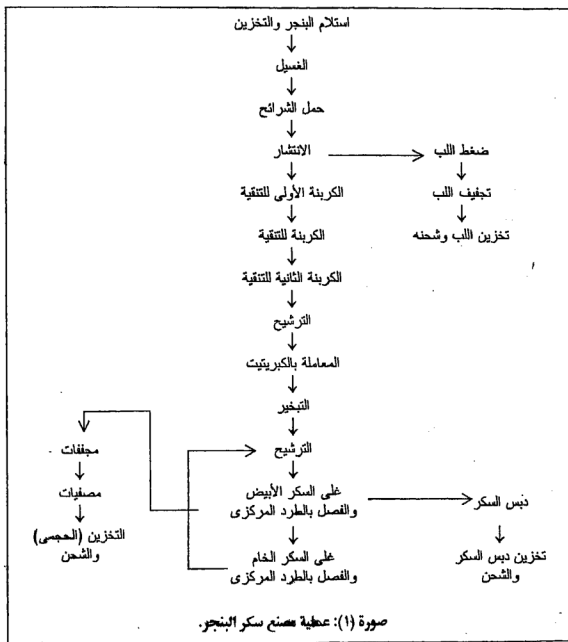 استلام البنجر والتخزين
الغسيل
حمل الشرائح
الانتشار
ضغط اللب
الكربنة الأولى للتنقية
تجفيف اللب
الكربنة للتنقية
تخزين اللب وشحنه
الكربنة الثانية للتنقية
الترشيح
المعاملة بالكبريتيت
التبخير
الترشيح
مجففات
غلى السكر الأبيض
والفصل بالطرد المركزى
دبس السكر
مصفيات
غلى السكر الخام
والفصل بالطرد المركزى
تخزين دبس السكر
والشحن
التخزين (الحجمى)
والشحن
صورة (١): عملية مصنع سكر البنجر.